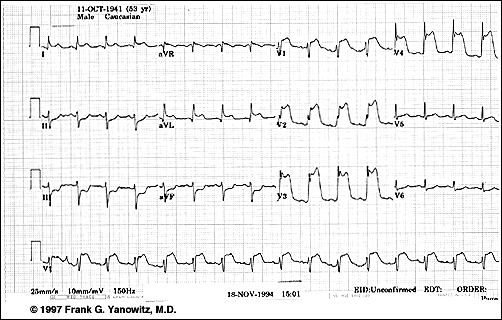 11-OCT-1941 (53 yr)
Male Caucasian
I aVR V1 V4
II aVL V2 V5
III aVF V3 V6
V1
25mm/s 10mm/mV 150Hz
18-NOV-1994 15:01
EID:Unconfirmed EDT: ORDER:
© 1997 Frank G. Yanowitz, M.D.